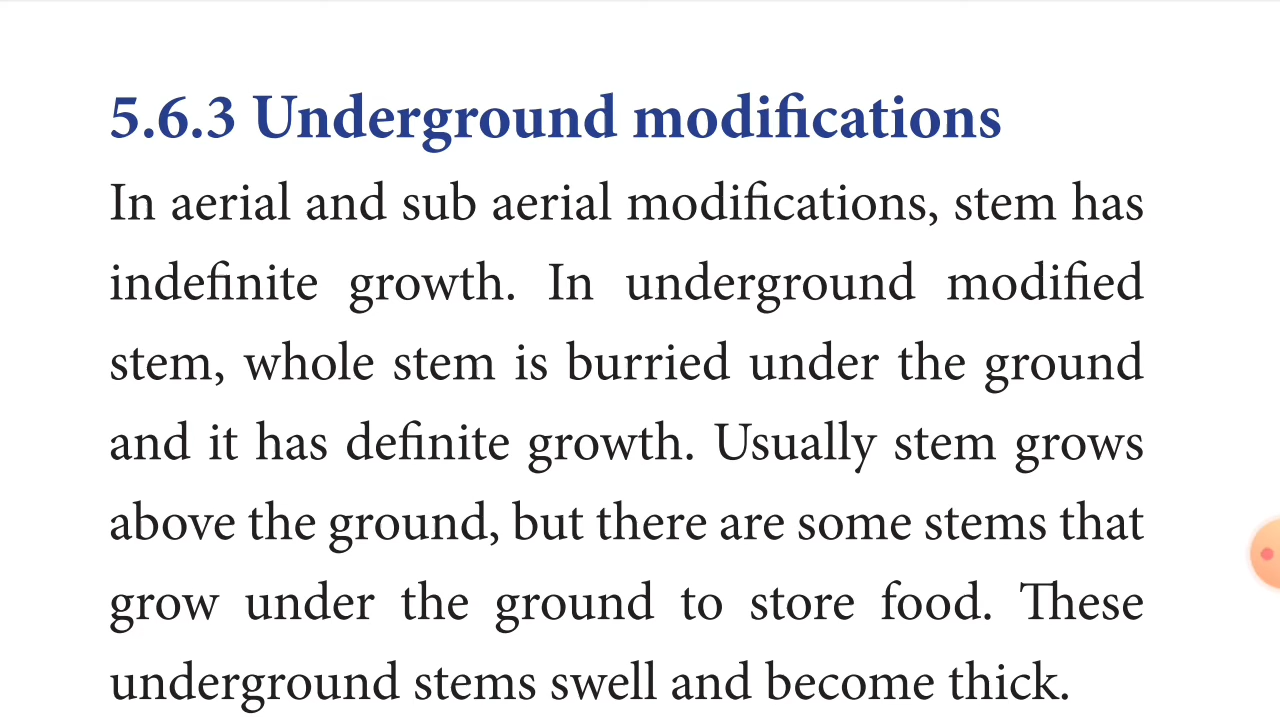 5.6.3 Underground modifications
In aerial and sub aerial modifications, stem has
indefinite growth. In underground modified
stem, whole stem is burried under the ground
and it has definite growth. Usually stem grows
above the ground, but there are some stems that
grow under the ground to store food. These
underground stems swell and become thick.